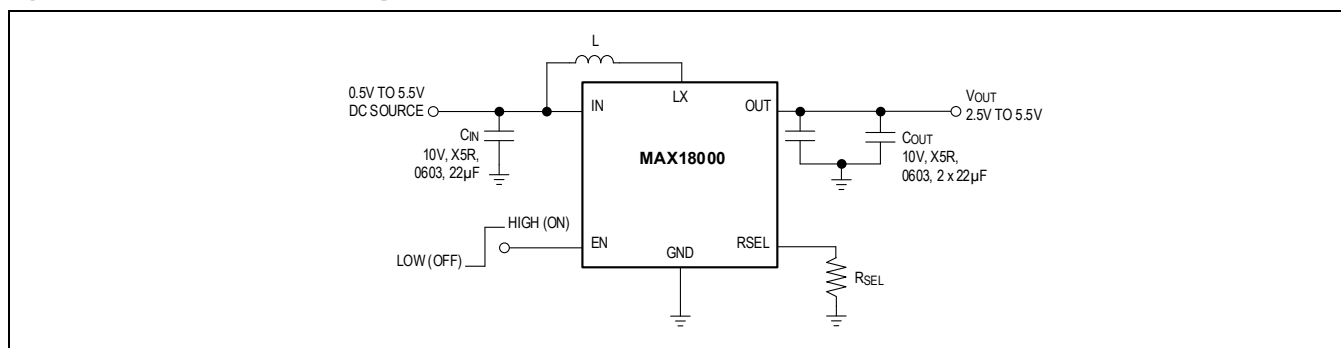 L
0.5V TO 5.5V
DC SOURCE
IN
LX
OUT
VOUT
2.5V TO 5.5V
CIN
10V, X5R,
0603, 22µF
MAX18000
COUT
10V, X5R,
0603, 2 x 22µF
HIGH (ON)
LOW (OFF)
EN
GND
RSEL
RSEL